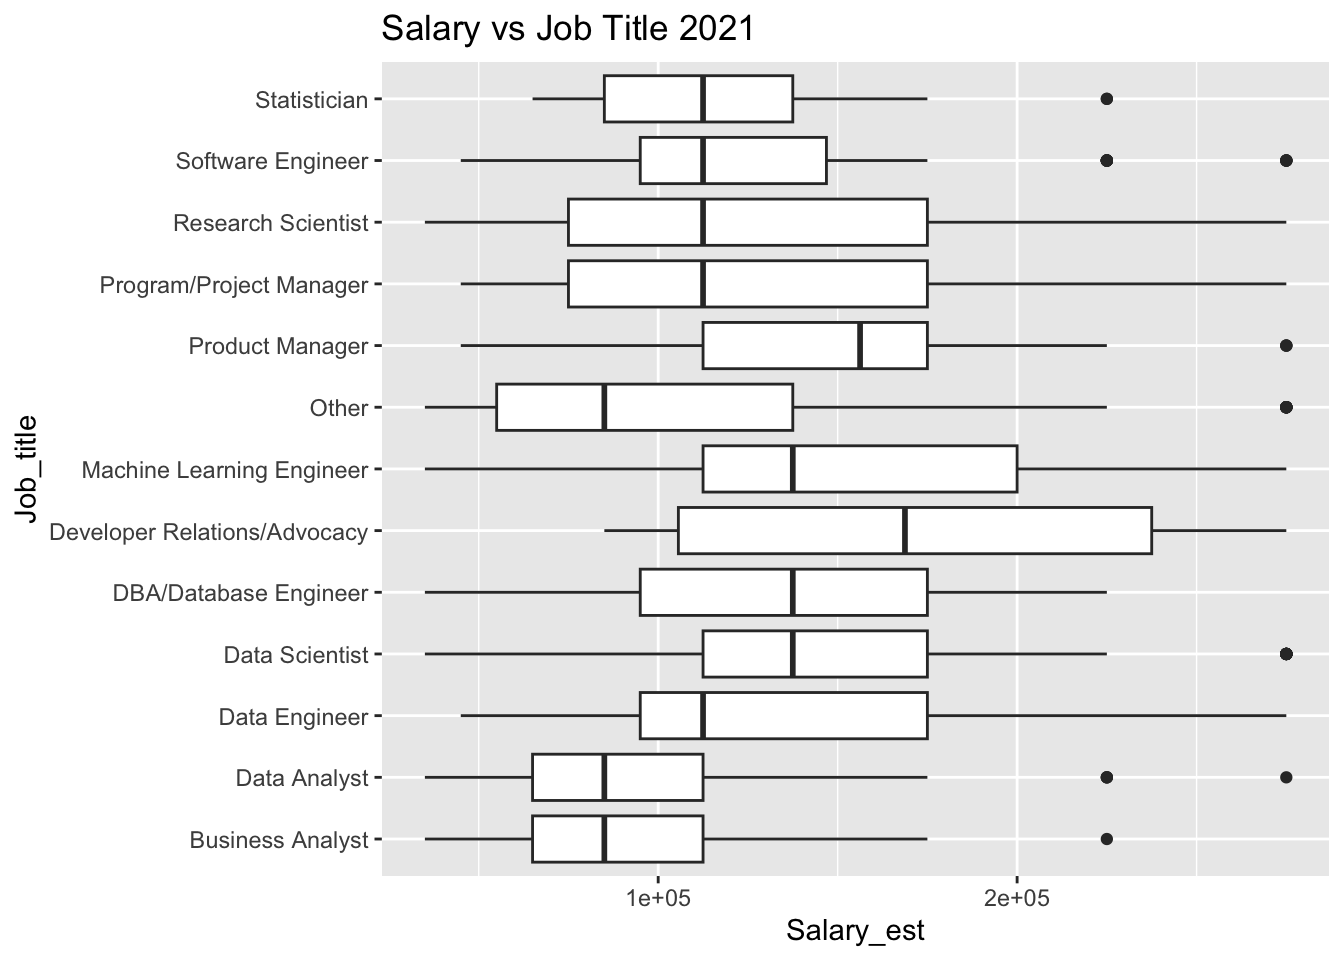 Salary vs Job Title 2021
Statistician
Software Engineer
Research Scientist
Program/Project Manager
Product Manager
Other
Machine Learning Engineer
Developer Relations/Advocacy
DBA/Database Engineer
Data Scientist
Data Engineer
Data Analyst
Business Analyst
Job_title
1e+05 2e+05
Salary_est